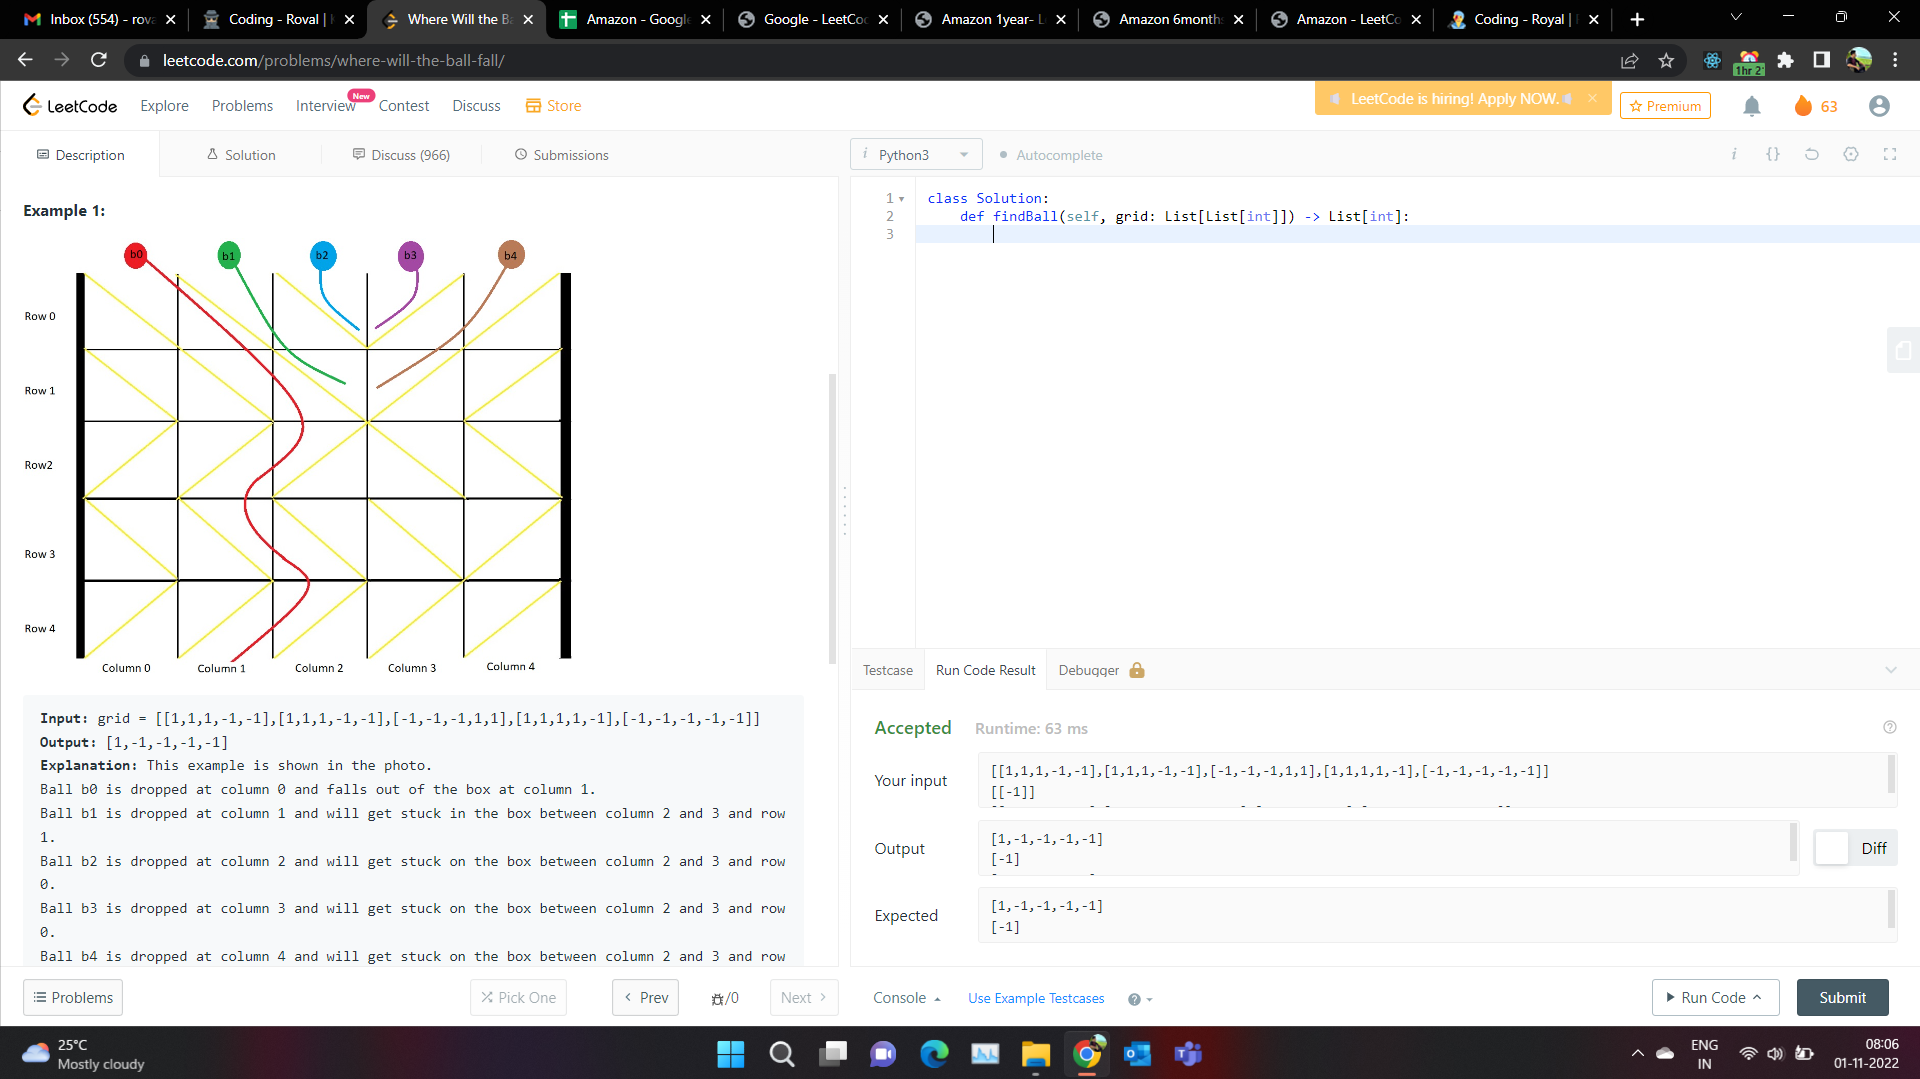 Inbox (554) - rova
Coding - Roval |
Where Will the B
Amazon - Google
Google - LeetCo
Amazon 1year- L
Amazon 6month
Amazon - LeetCo
Coding - Royal |
leetcode.com/problems/where-will-the-ball-fall/
1hr 2
LeetCode
Explore
Problems
Interview
New
Contest
Discuss
Store
LeetCode is hiring! Apply NOW.
Premium
63
Description
Solution
Discuss (966)
Submissions
i Python3
Autocomplete
i {}
Example 1:
b0
b1
b2
b3
b4
Row 0
Row 1
Row2
Row 3
Row 4
Column 0
Column 1
Column 2
Column 3
Column 4
Input: grid = [[1,1,1,-1,-1],[1,1,1,-1,-1],[-1,-1,-1,1,1],[1,1,1,1,-1],[-1,-1,-1,-1,-1]]
Output: [1,-1,-1,-1,-1]
Explanation: This example is shown in the photo.
Ball b0 is dropped at column 0 and falls out of the box at column 1.
Ball b1 is dropped at column 1 and will get stuck in the box between column 2 and 3 and row
1.
Ball b2 is dropped at column 2 and will get stuck on the box between column 2 and 3 and row
0.
Ball b3 is dropped at column 3 and will get stuck on the box between column 2 and 3 and row
0.
Ball b4 is dropped at column 4 and will get stuck on the box between column 2 and 3 and row
Problems
Pick One
Prev
/0
Next
1 class Solution:
2 def findBall(self, grid: List[List[int]]) -> List[int]:
3
Testcase
Run Code Result
Debugger
Accepted
Runtime: 63 ms
Your input
[[1,1,1,-1,-1],[1,1,1,-1,-1],[-1,-1,-1,1,1],[1,1,1,1,-1],[-1,-1,-1,-1,-1]]
[[-1]]
Output
[1,-1,-1,-1,-1]
[-1]
Diff
Expected
[1,-1,-1,-1,-1]
[-1]
Console
Use Example Testcases
Run Code
Submit
25°C
Mostly cloudy
ENG
IN
08:06
01-11-2022